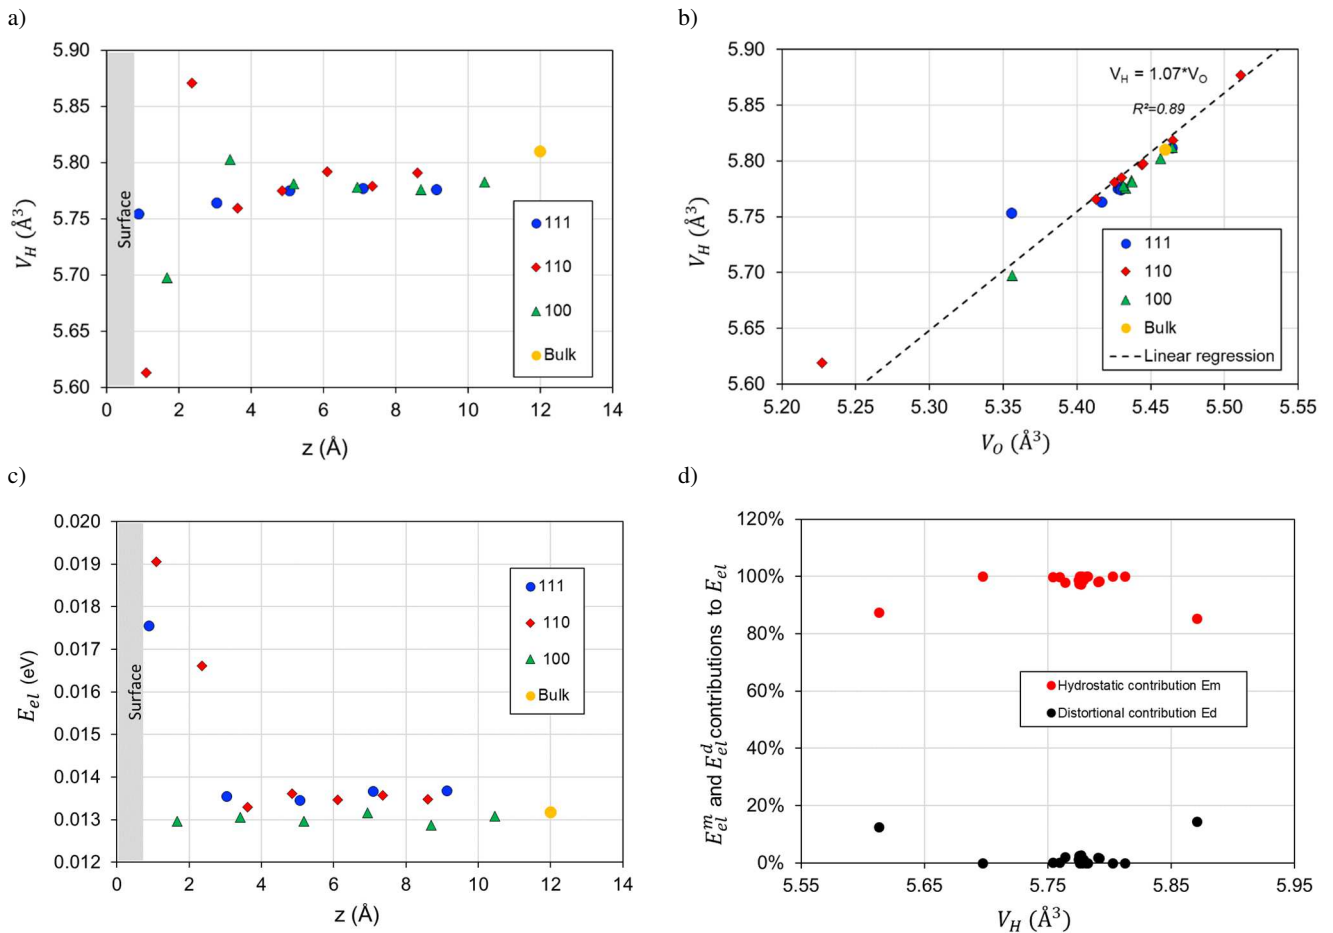 a)
5.90
5.85
5.80
5.75
5.70
5.65
5.60
V_H (Å³)
Surface
111
110
100
Bulk
0 2 4 6 8 10 12 14
z (Å)
b)
5.90
5.85
5.80
5.75
5.70
5.65
5.60
V_H (Å³)
V_H = 1.07*V_O
R²=0.89
111
110
100
Bulk
Linear regression
5.20 5.25 5.30 5.35 5.40 5.45 5.50 5.55
V_O (Å³)
c)
0.020
0.019
0.018
0.017
0.016
0.015
0.014
0.013
0.012
E_el (eV)
Surface
111
110
100
Bulk
0 2 4 6 8 10 12 14
z (Å)
d)
120%
100%
80%
60%
40%
20%
0%
E_el^m and E_el^d contributions to E_el
Hydrostatic contribution Em
Distortional contribution Ed
5.55 5.65 5.75 5.85 5.95
V_H (Å³)